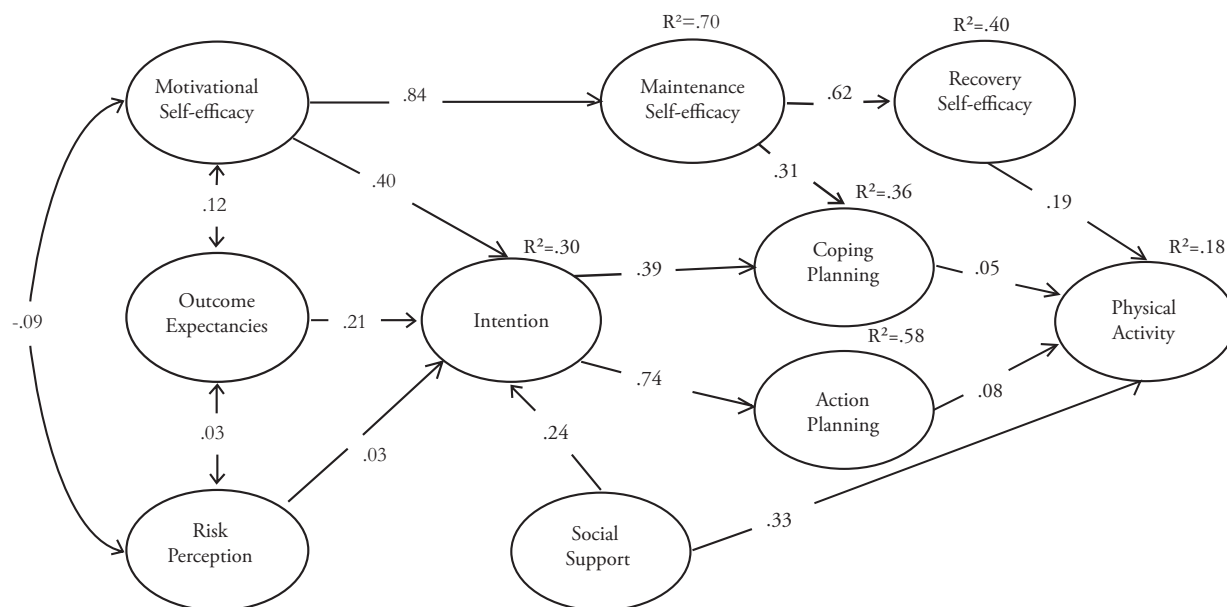 R²=.70
R²=.40
Motivational
Self-efficacy
.84
Maintenance
Self-efficacy
.62
Recovery
Self-efficacy
.40
.31
R²=.36
.19
.12
R²=.30
Coping
Planning
R²=.18
.39
.05
Outcome
Expectancies
.21
Intention
Physical
Activity
-.09
R²=.58
.74
Action
Planning
.08
.03
.03
.24
Risk
Perception
Social
Support
.33